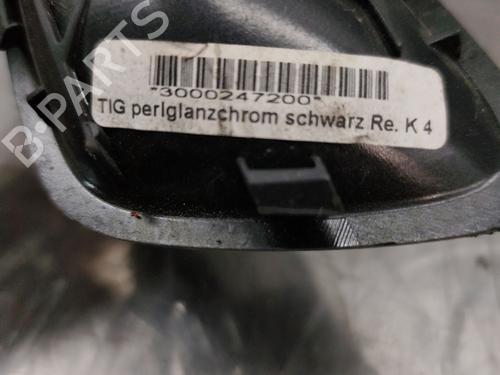 B-PARTS
*3000247200*
TIG perlglanzchrom schwarz Re. K 4